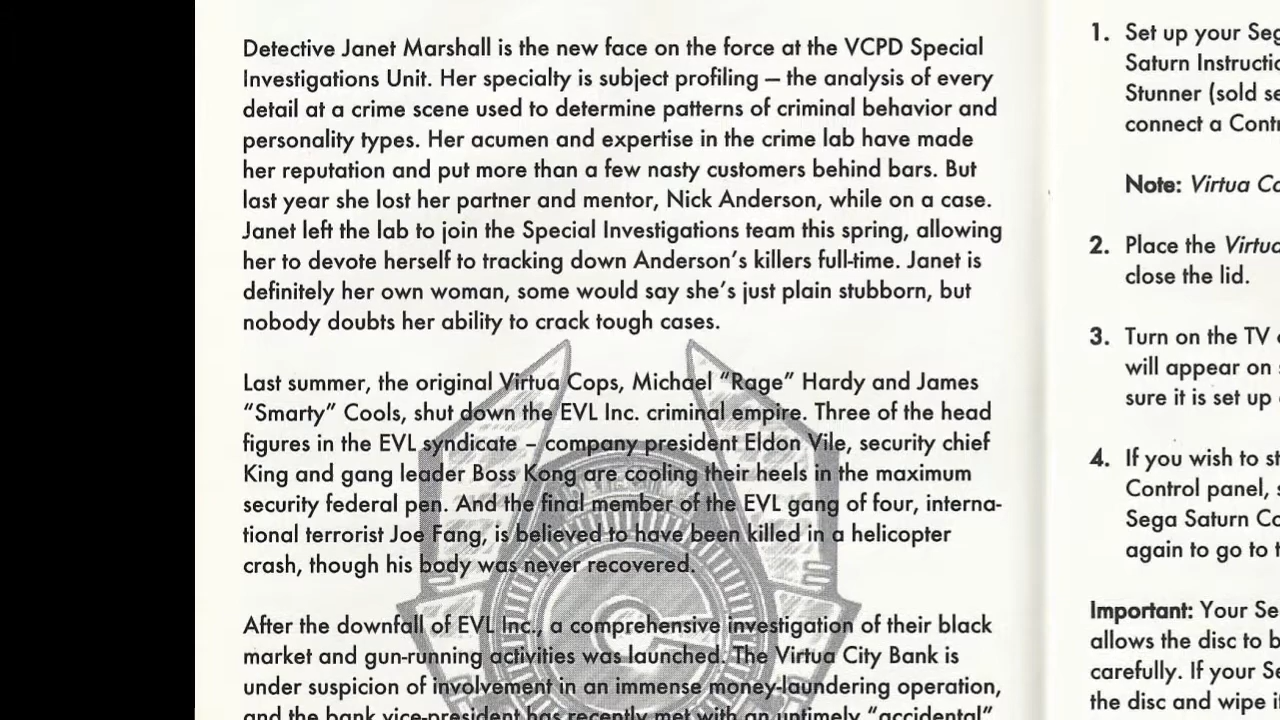 Detective Janet Marshall is the new face on the force at the VCPD Special
Investigations Unit. Her specialty is subject profiling – the analysis of every
detail at a crime scene used to determine patterns of criminal behavior and
personality types. Her acumen and expertise in the crime lab have made
her reputation and put more than a few nasty customers behind bars. But
last year she lost her partner and mentor, Nick Anderson, while on a case.
Janet left the lab to join the Special Investigations team this spring, allowing
her to devote herself to tracking down Anderson's killers full-time. Janet is
definitely her own woman, some would say she's just plain stubborn, but
nobody doubts her ability to crack tough cases.
Last summer, the original Virtua Cops, Michael "Rage" Hardy and James
"Smarty" Cools, shut down the EVL Inc. criminal empire. Three of the head
figures in the EVL syndicate – company president Eldon Vile, security chief
King and gang leader Boss Kong are cooling their heels in the maximum
security federal pen. And the final member of the EVL gang of four, interna-
tional terrorist Joe Fang, is believed to have been killed in a helicopter
crash, though his body was never recovered.
After the downfall of EVL Inc., a comprehensive investigation of their black
market and gun-running activities was launched. The Virtua City Bank is
under suspicion of involvement in an immense money-laundering operation,
and the bank vice-president has recently met with an untimely "accidental"
1. Set up your Seg
Saturn Instructio
Stunner (sold se
connect a Contr
Note: Virtua Co
2. Place the Virtua
close the lid.
3. Turn on the TV
will appear on
sure it is set up
4. If you wish to st
Control panel,
Sega Saturn Co
again to go to t
Important: Your Se
allows the disc to b
carefully. If your Se
the disc and wipe i